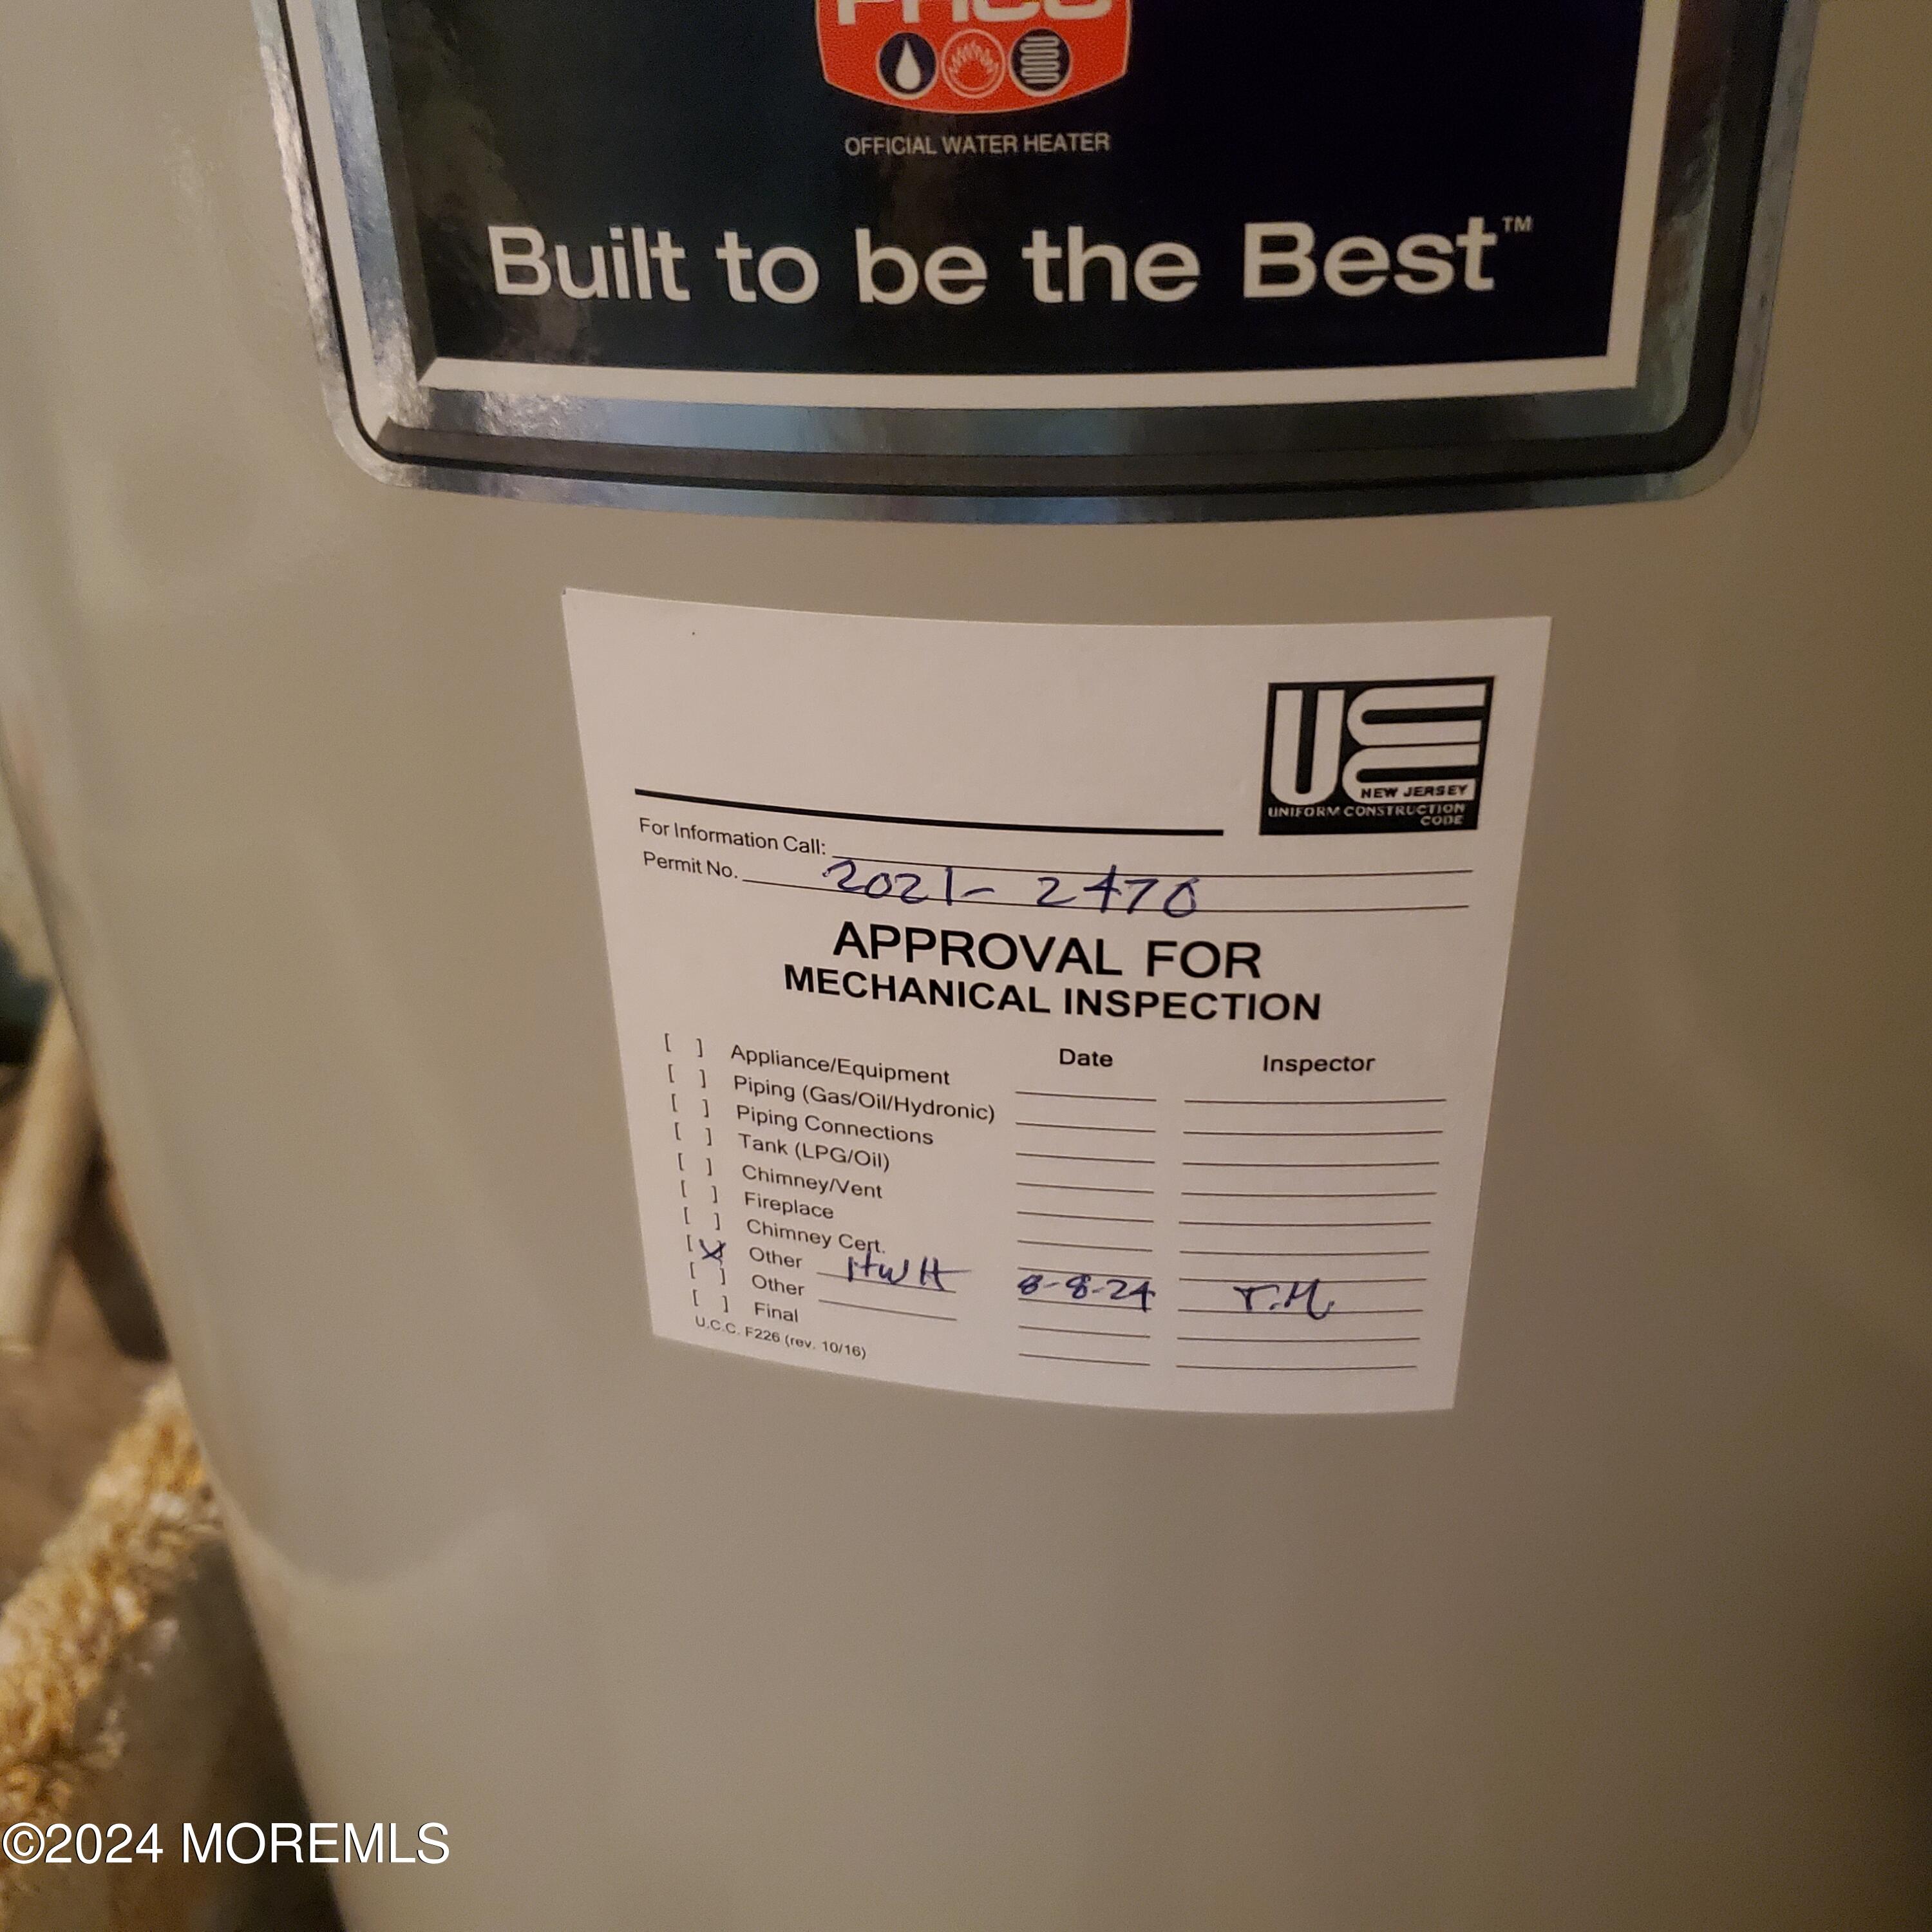 OFFICIAL WATER HEATER
Built to be the Best™
NEW JERSEY
UNIFORM CONSTRUCTION
CODE
For Information Call:
Permit No. 2021- 2470
APPROVAL FOR
MECHANICAL INSPECTION
Date Inspector
[ ] Appliance/Equipment
[ ] Piping (Gas/Oil/Hydronic)
[ ] Piping Connections
[ ] Tank (LPG/Oil)
[ ] Chimney/Vent
[ ] Fireplace
[ ] Chimney Cert.
[X] Other HWH 8-8-24 T.M.
[ ] Other
[ ] Final
U.C.C. F226 (rev. 10/16)
©2024 MOREMLS